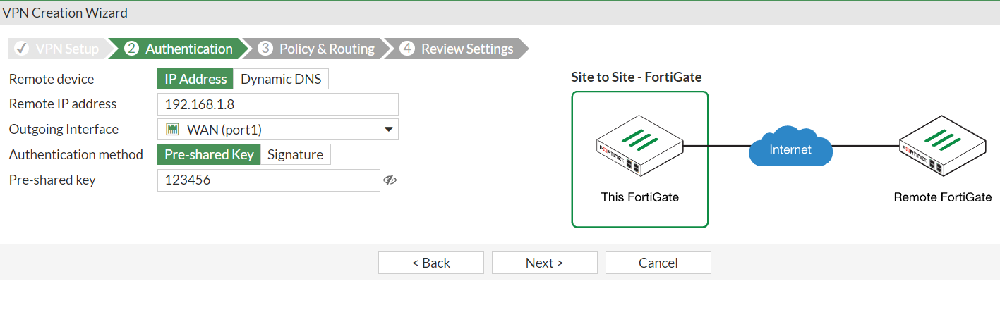 VPN Creation Wizard
✓ VPN Setup 2 Authentication 3 Policy & Routing 4 Review Settings
Remote device IP Address Dynamic DNS
Remote IP address 192.168.1.8
Outgoing Interface WAN (port1)
Authentication method Pre-shared Key Signature
Pre-shared key 123456
Site to Site - FortiGate
FORTINET
Internet
FORTINET
This FortiGate
Remote FortiGate
< Back Next > Cancel